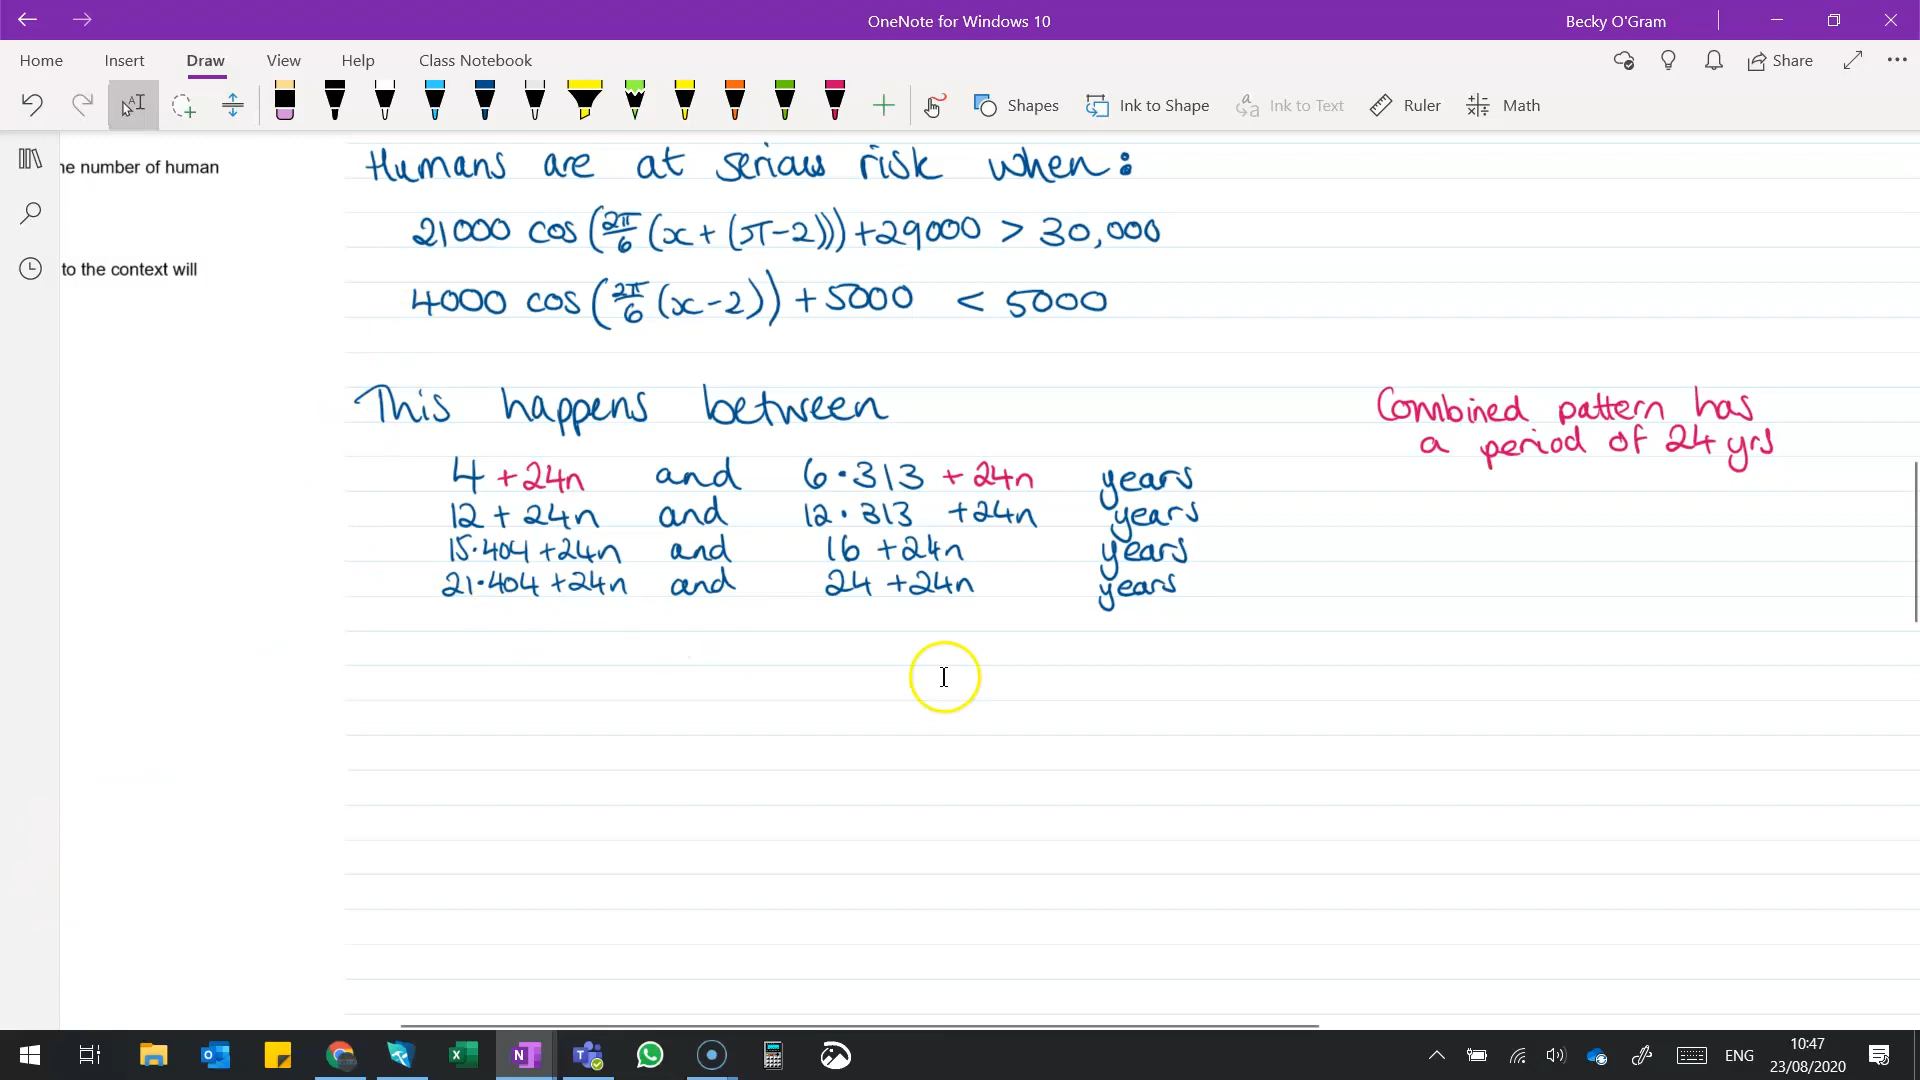 OneNote for Windows 10
Becky O'Gram
Home Insert Draw View Help Class Notebook
Share
Shapes Ink to Shape Ink to Text Ruler Math
he number of human
to the context will
Humans are at serious risk when:
21000 cos(2π/6(x+(π-2)))+29000 > 30,000
4000 cos(2π/6(x-2))+5000 < 5000
This happens between
Combined pattern has
a period of 24 yrs
4 +24n and 6·313 + 24n years
12 + 24n and 12·313 +24n years
15·404 +24n and 16 +24n years
21·404 +24n and 24 +24n years
ENG
10:47
23/08/2020